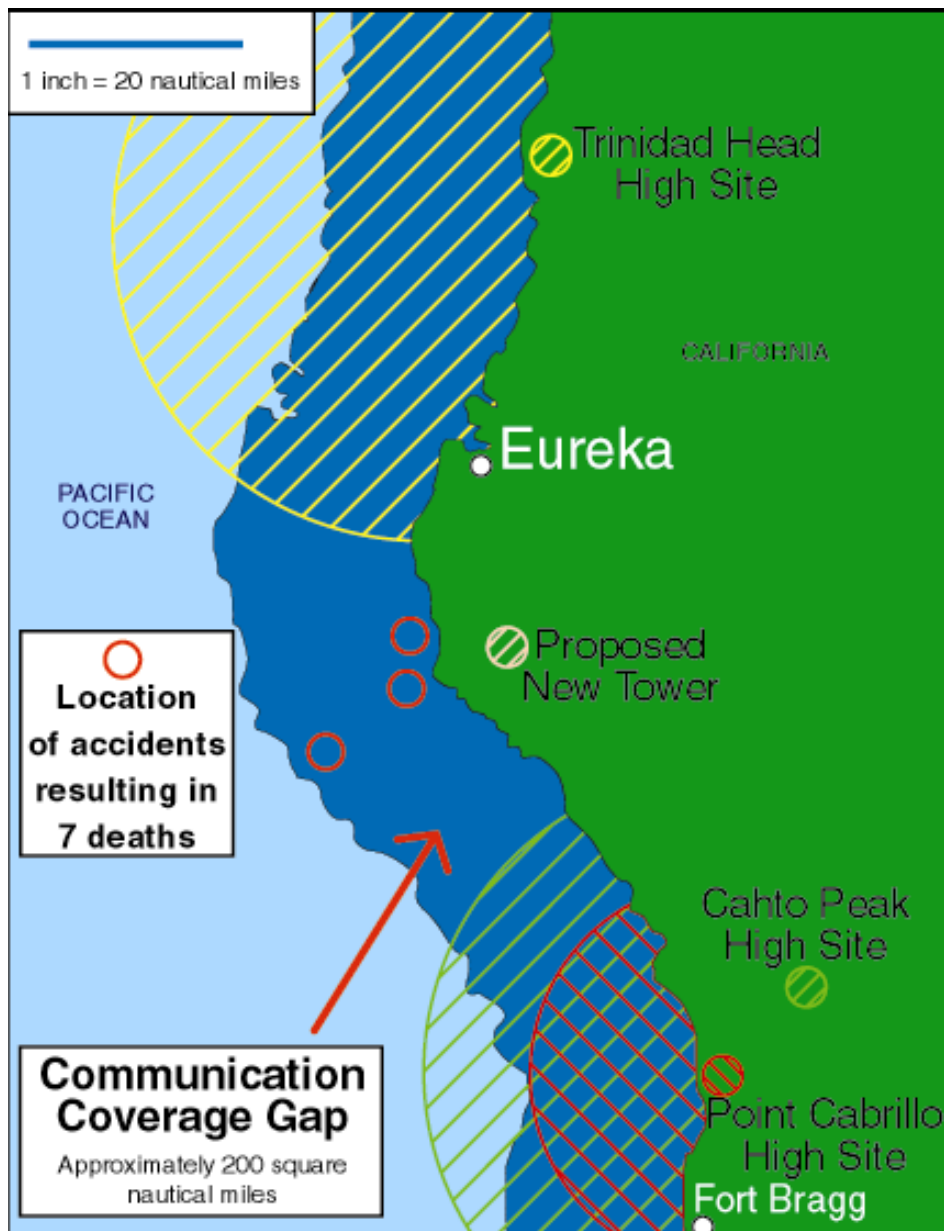 1 inch = 20 nautical miles
Trinidad Head
High Site
CALIFORNIA
Eureka
PACIFIC
OCEAN
Proposed
New Tower
Location
of accidents
resulting in
7 deaths
Cahto Peak
High Site
Communication
Coverage Gap
Approximately 200 square
nautical miles
Point Cabrillo
High Site
Fort Bragg